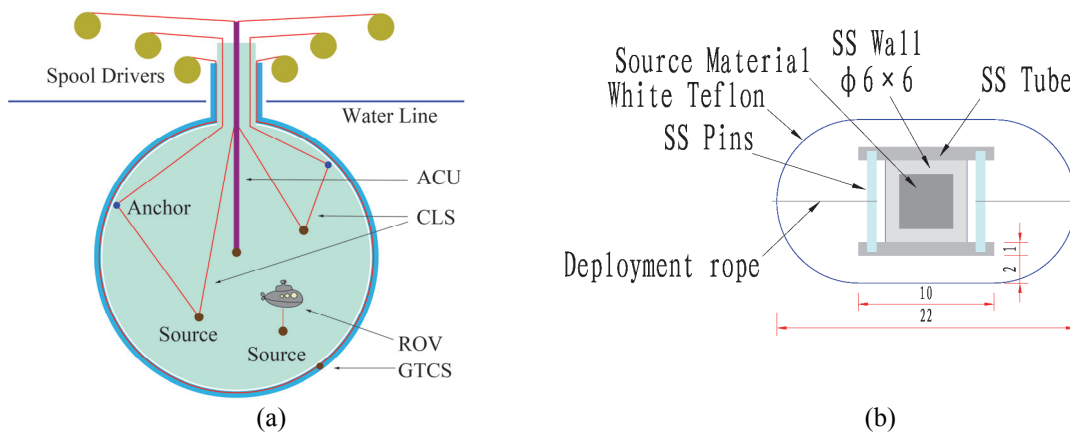 Spool Drivers
Water Line
ACU
CLS
Anchor
Source
Source
ROV
GTCS
(a)
Source Material
White Teflon
SS Pins
SS Wall
ϕ6×6
SS Tube
Deployment rope
1
2
10
22
(b)